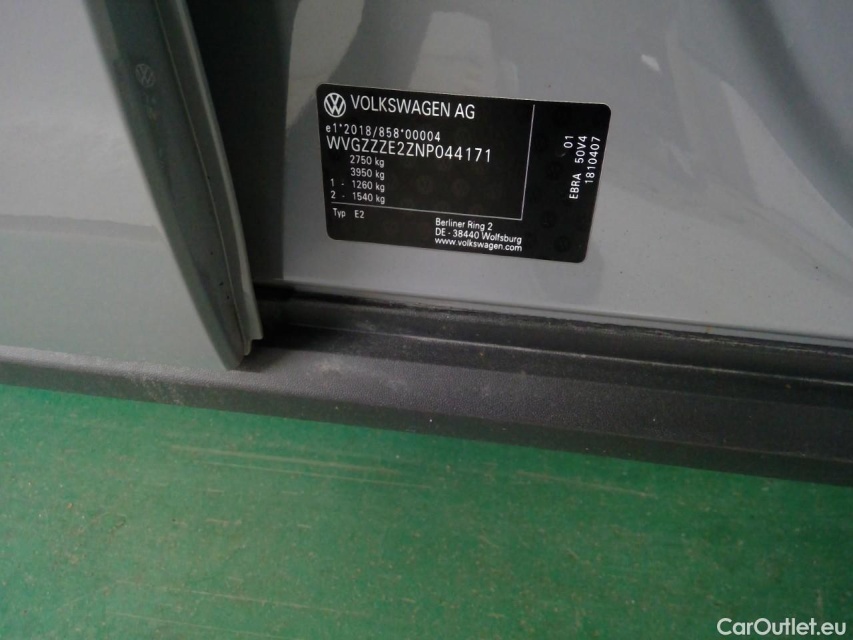 VOLKSWAGEN AG
e1*2018/858*00004
WVGZZZE2ZNP044171
2750 kg
3950 kg
1 - 1260 kg
2 - 1540 kg
Typ E2
Berliner Ring 2
DE - 38440 Wolfsburg
www.volkswagen.com
01
EBRA 50V4
1810407
CarOutlet.eu